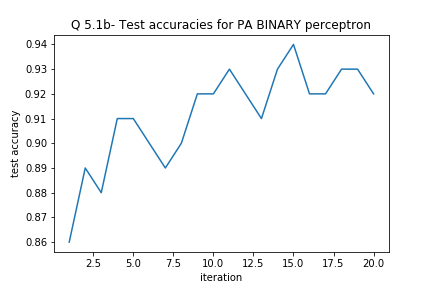 Q 5.1b- Test accuracies for PA BINARY perceptron
0.94
0.93
0.92
0.91
0.90
0.89
0.88
0.87
0.86
test accuracy
2.5 5.0 7.5 10.0 12.5 15.0 17.5 20.0
iteration